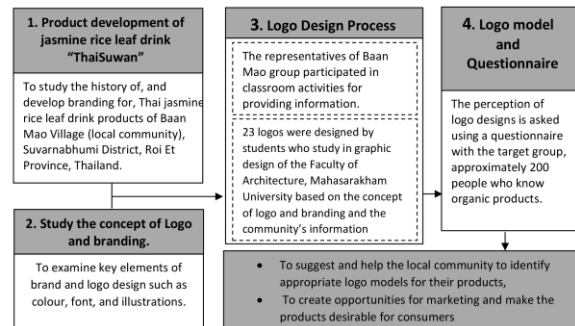 1. Product development of
jasmine rice leaf drink
"ThaiSuwan"
To study the history of, and
develop branding for, Thai jasmine
rice leaf drink products of Baan
Mao Village (local community),
Suvarnabhumi District, Roi Et
Province, Thailand.
2. Study the concept of Logo
and branding.
To examine key elements of
brand and logo design such as
colour, font, and illustrations.
3. Logo Design Process
The representatives of Baan
Mao group participated in
classroom activities for
providing information.
23 logos were designed by
students who study in graphic
design of the Faculty of
Architecture, Mahasarakham
University based on the concept
of logo and branding and the
community's information
4. Logo model
and
Questionnaire
The perception of
logo designs is asked
using a questionnaire
with the target group,
approximately 200
people who know
organic products.
• To suggest and help the local community to identify
appropriate logo models for their products,
• To create opportunities for marketing and make the
products desirable for consumers